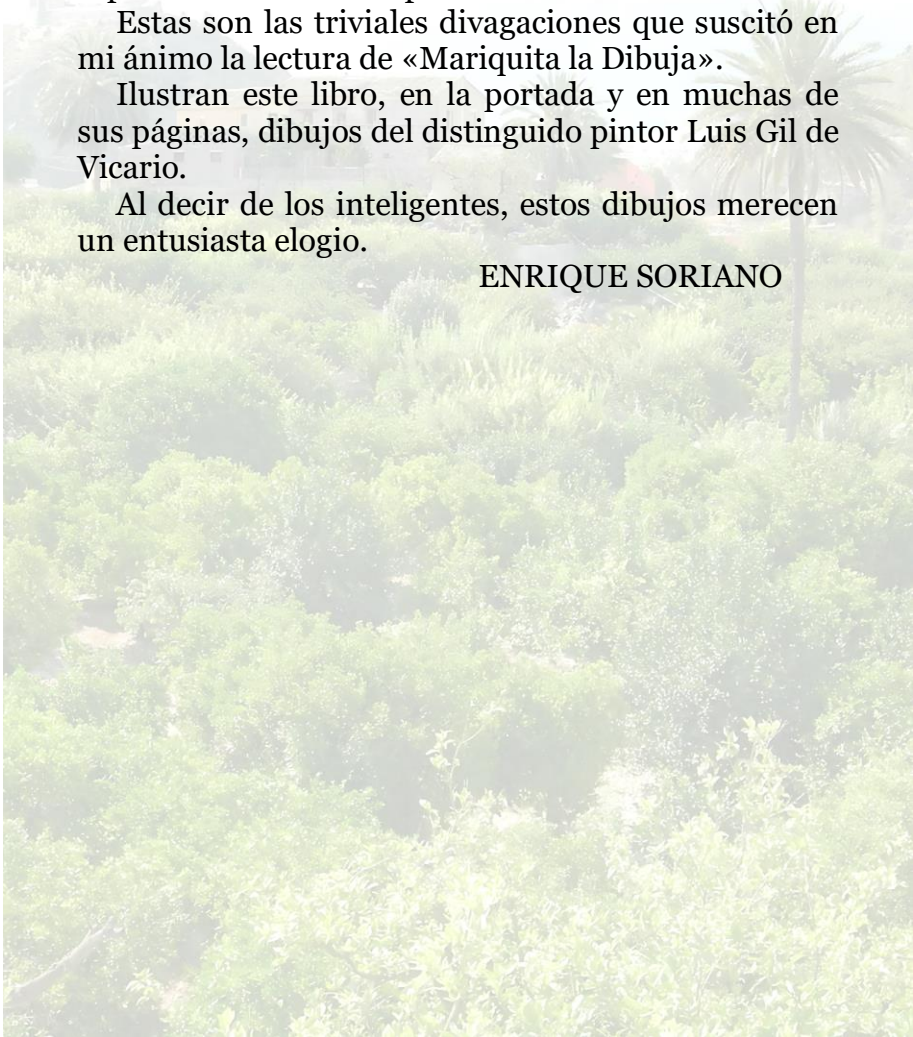 Estas son las triviales divagaciones que suscitó en
mi ánimo la lectura de «Mariquita la Dibuja».
Ilustran este libro, en la portada y en muchas de
sus páginas, dibujos del distinguido pintor Luis Gil de
Vicario.
Al decir de los inteligentes, estos dibujos merecen
un entusiasta elogio.
ENRIQUE SORIANO